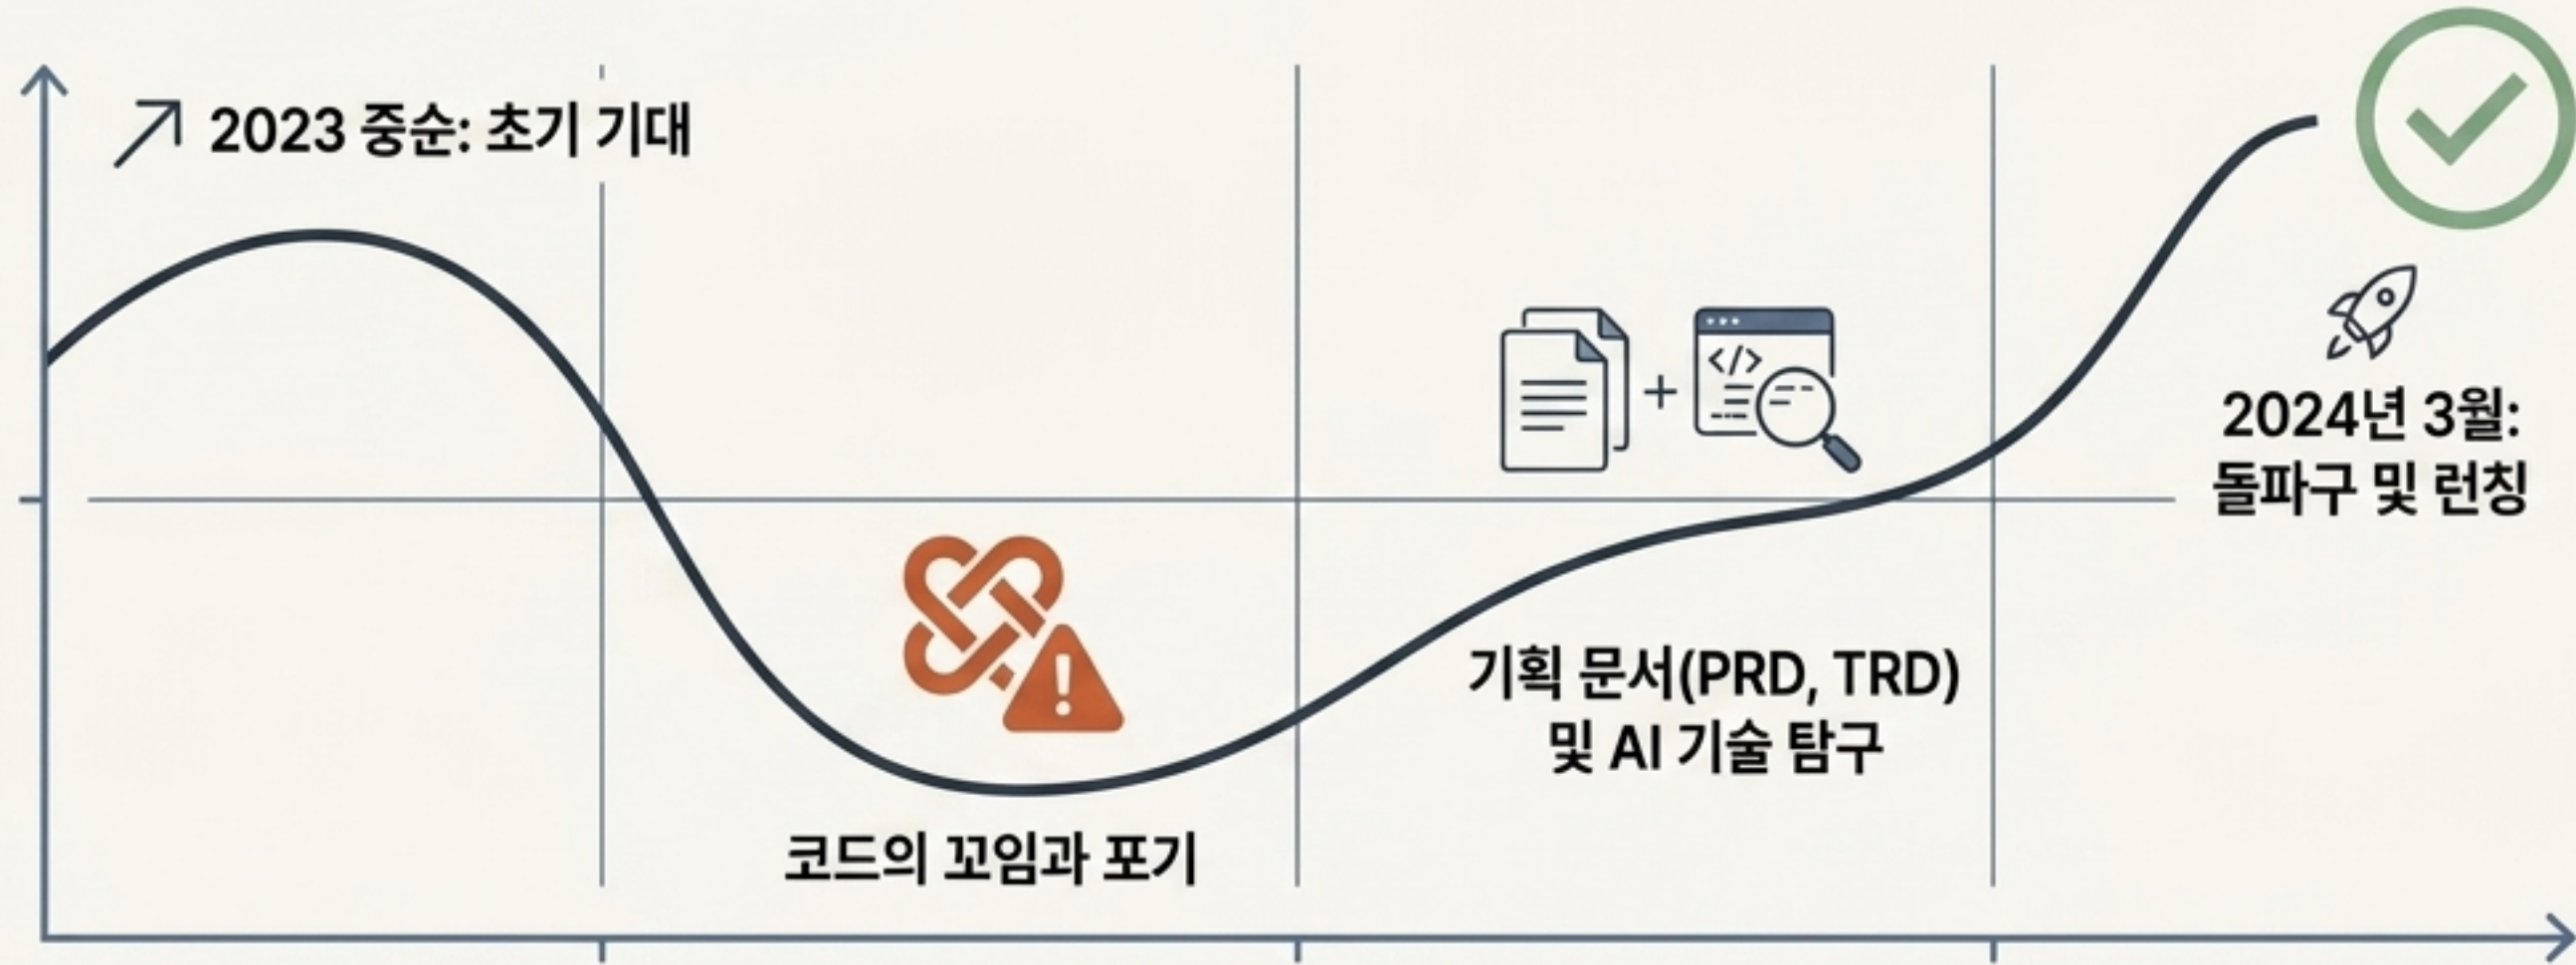 2023 중순: 초기 기대
코드의 꼬임과 포기
</>
기획 문서(PRD, TRD)
및 AI 기술 탐구
2024년 3월:
돌파구 및 런칭